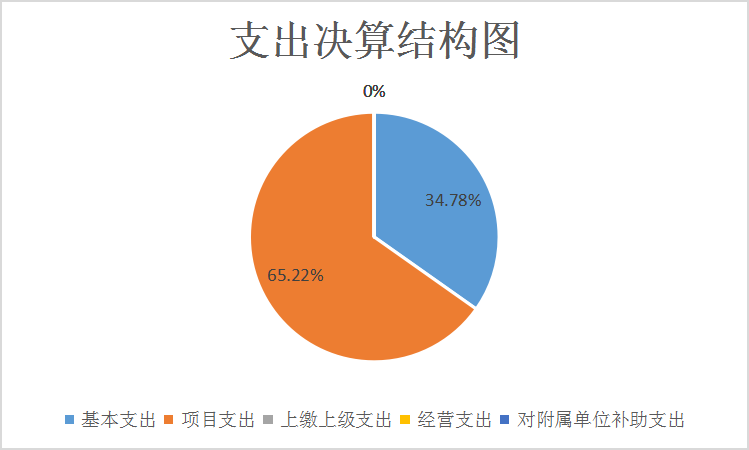 支出决算结构图
0%
34.78%
65.22%
基本支出 项目支出 上缴上级支出 经营支出 对附属单位补助支出